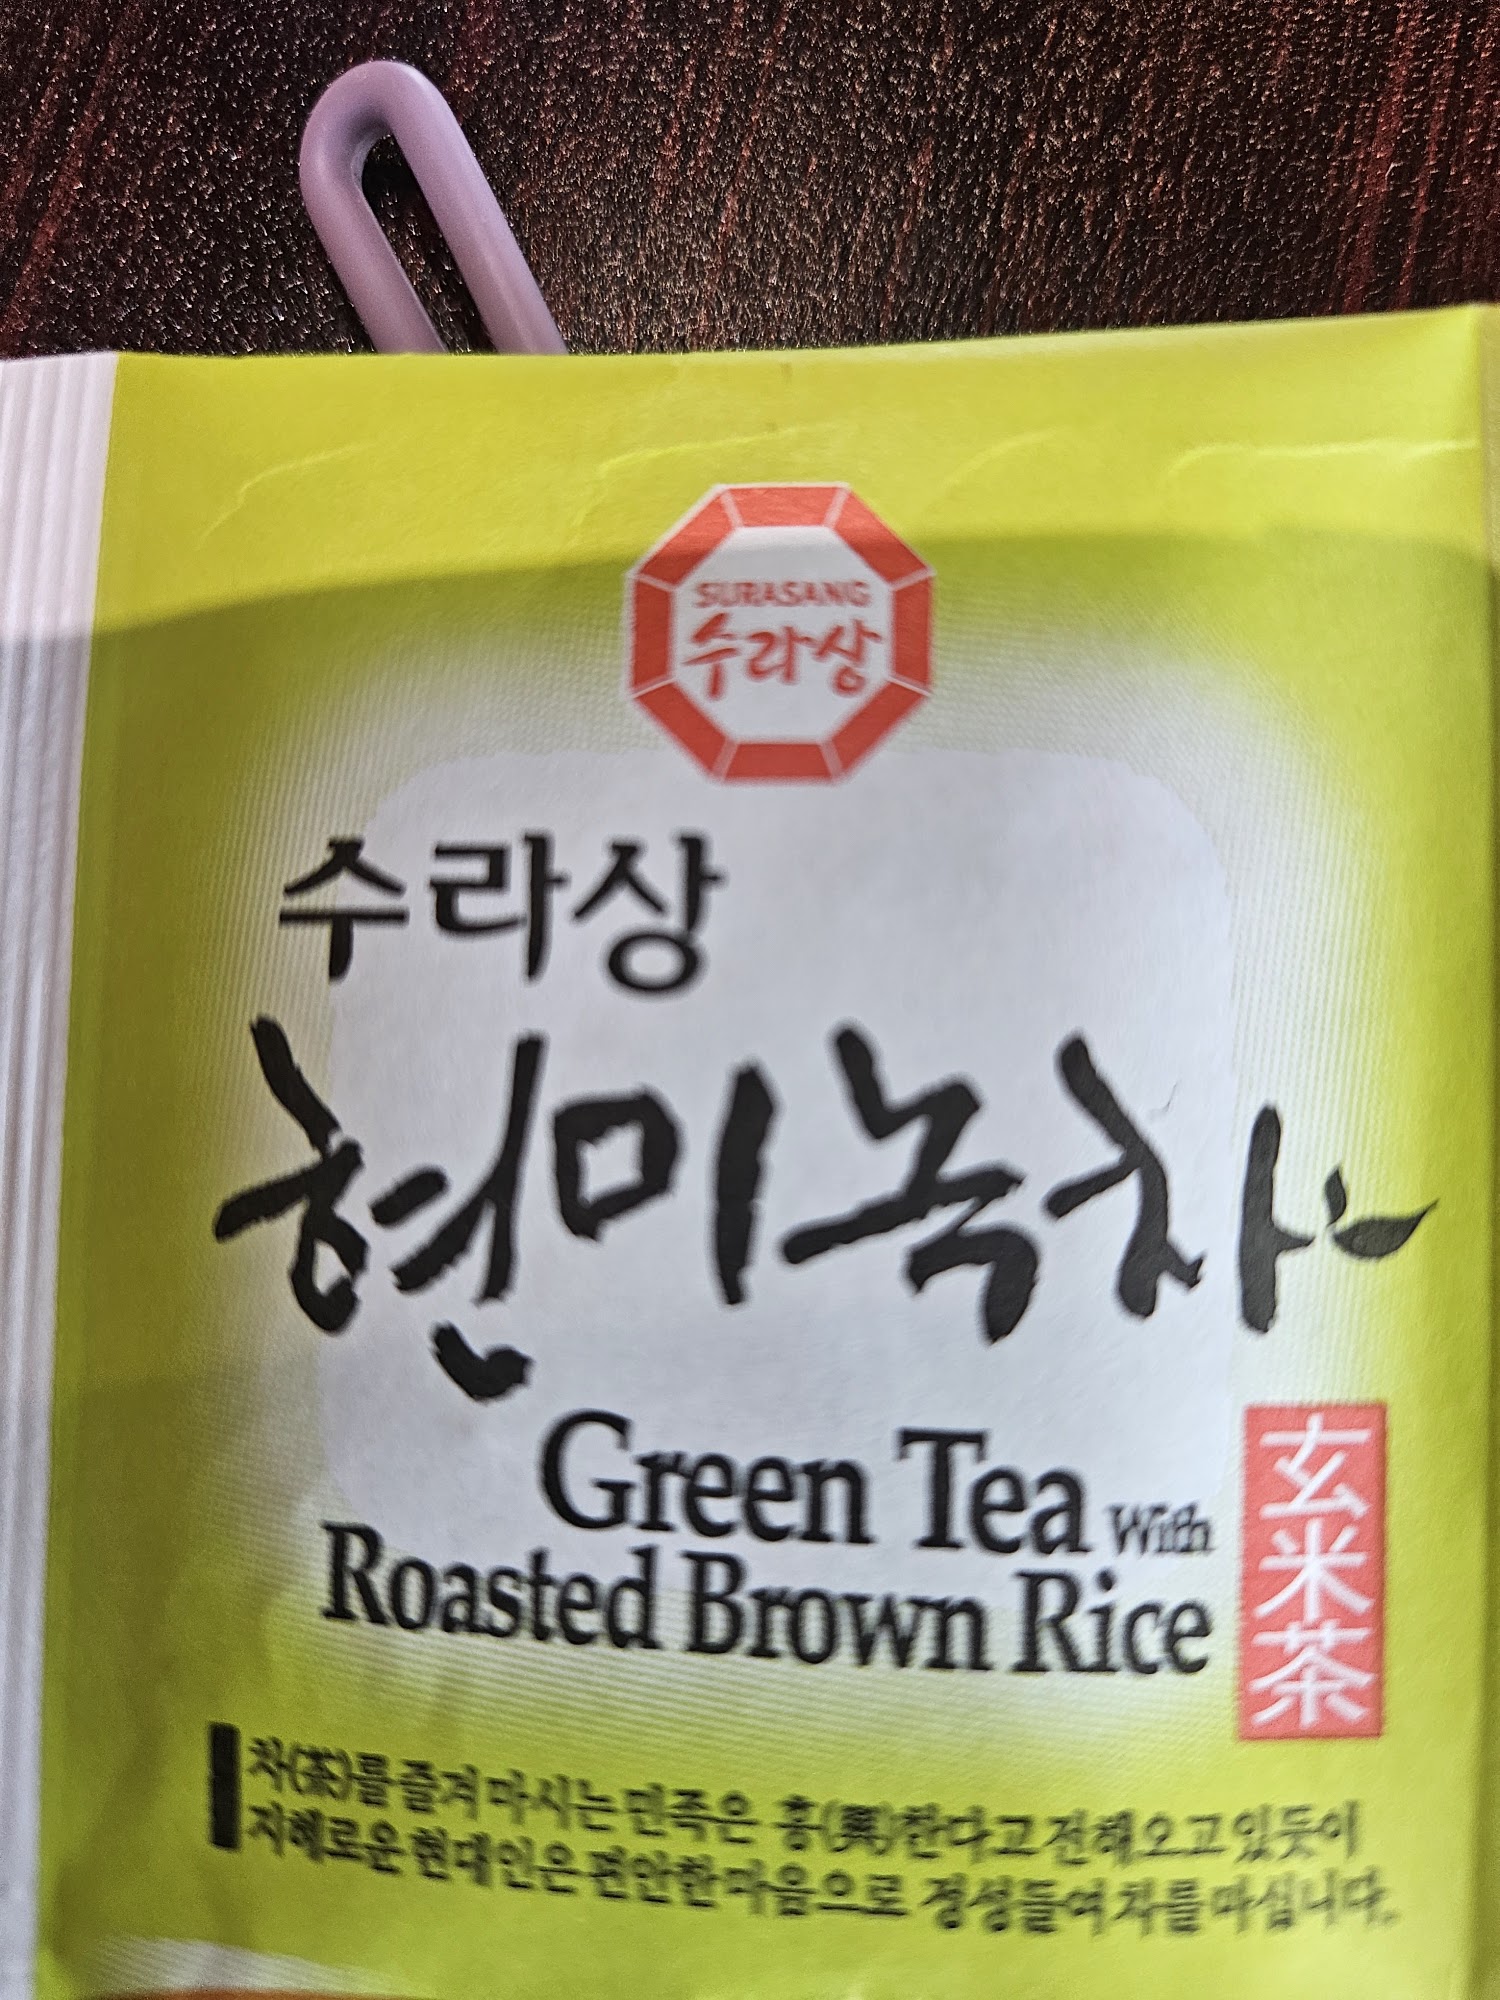 SURASANG
수라상
수라상
현미녹차
Green Tea With
Roasted Brown Rice
玄米茶
차(茶)를 즐겨 마시는 민족은 흥(興)한다고 전해오고 있듯이
지혜로운 현대인은 편안한 마음으로 정성들여 차를 마십니다.